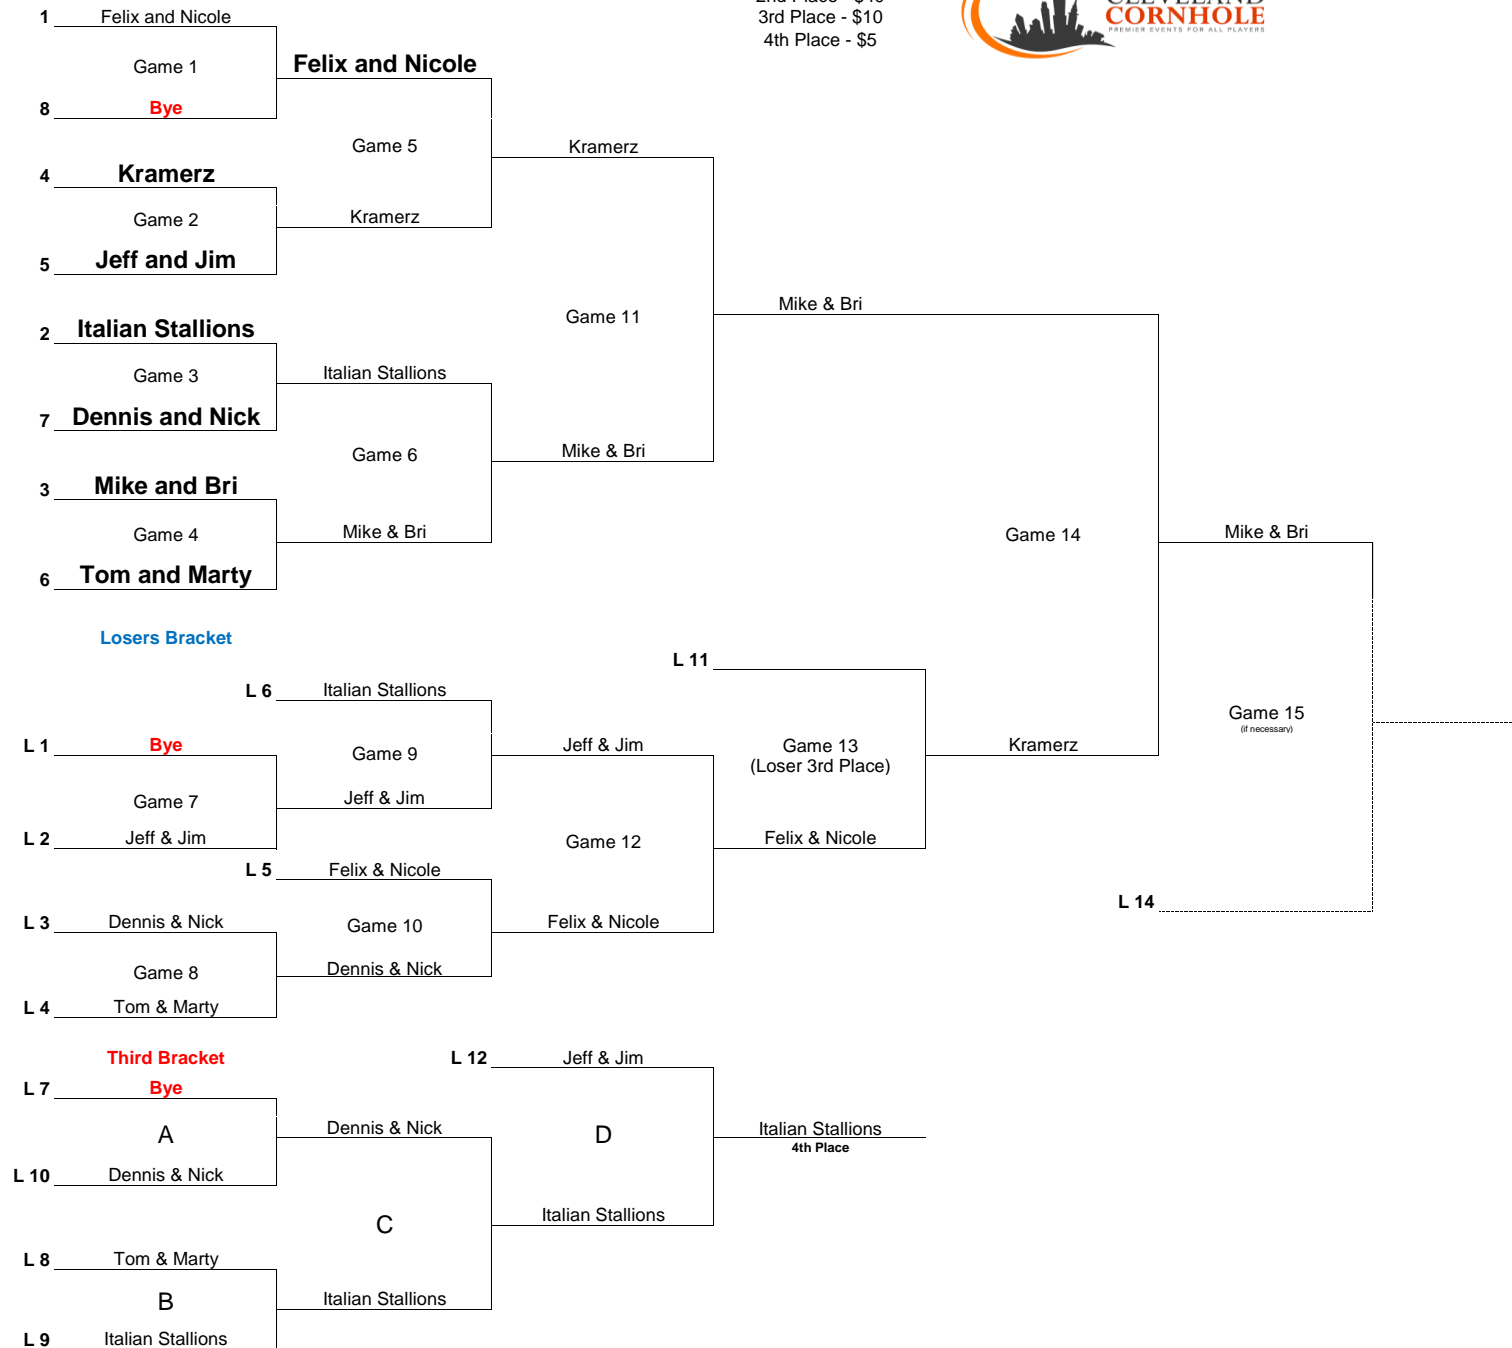 3rd Place - $10
4th Place - $5
CORNHOLE
PREMIER EVENTS FOR ALL PLAYERS
1 Felix and Nicole
Game 1
Felix and Nicole
8 Bye
Game 5
Kramerz
4 Kramerz
Game 2
Kramerz
5 Jeff and Jim
Mike & Bri
Game 11
2 Italian Stallions
Game 3
Italian Stallions
7 Dennis and Nick
Game 6
Mike & Bri
3 Mike and Bri
Game 4
Mike & Bri
Game 14
Mike & Bri
6 Tom and Marty
Losers Bracket
L 11
L 6 Italian Stallions
Game 15
(if necessary)
L 1 Bye
Game 9
Jeff & Jim
Game 13
(Loser 3rd Place)
Kramerz
Game 7
Jeff & Jim
L 2 Jeff & Jim
Game 12
Felix & Nicole
L 5 Felix & Nicole
L 14
L 3 Dennis & Nick
Game 10
Felix & Nicole
Game 8
Dennis & Nick
L 4 Tom & Marty
Third Bracket
L 12 Jeff & Jim
L 7 Bye
A
Dennis & Nick
D
Italian Stallions
4th Place
L 10 Dennis & Nick
C
Italian Stallions
L 8 Tom & Marty
B
Italian Stallions
L 9 Italian Stallions